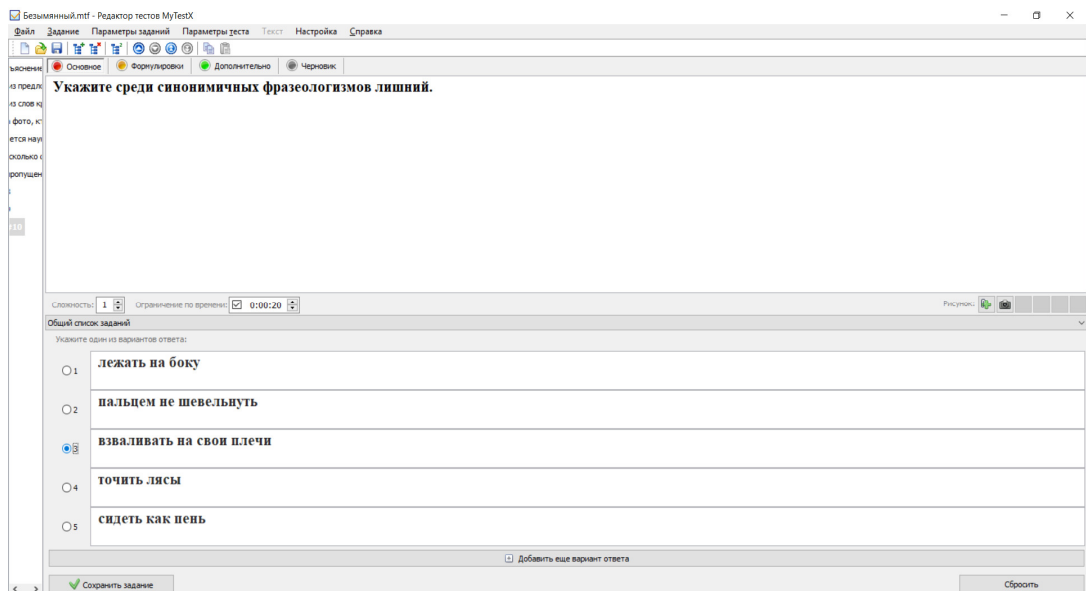 Безымянный.mtf - Редактор тестов MyTestX
Файл Задание Параметры заданий Параметры теста Текст Настройка Справка
Основное Формулировки Дополнительно Черновик
Укажите среди синонимичных фразеологизмов лишний.
Сложность: 1 Ограничение по времени: 0:00:20 Рисунок:
Общий список заданий
Укажите один из вариантов ответа:
1 лежать на боку
2 пальцем не шевельнуть
3 взваливать на свои плечи
4 точить лясы
5 сидеть как пень
Добавить еще вариант ответа
Сохранить задание Сбросить